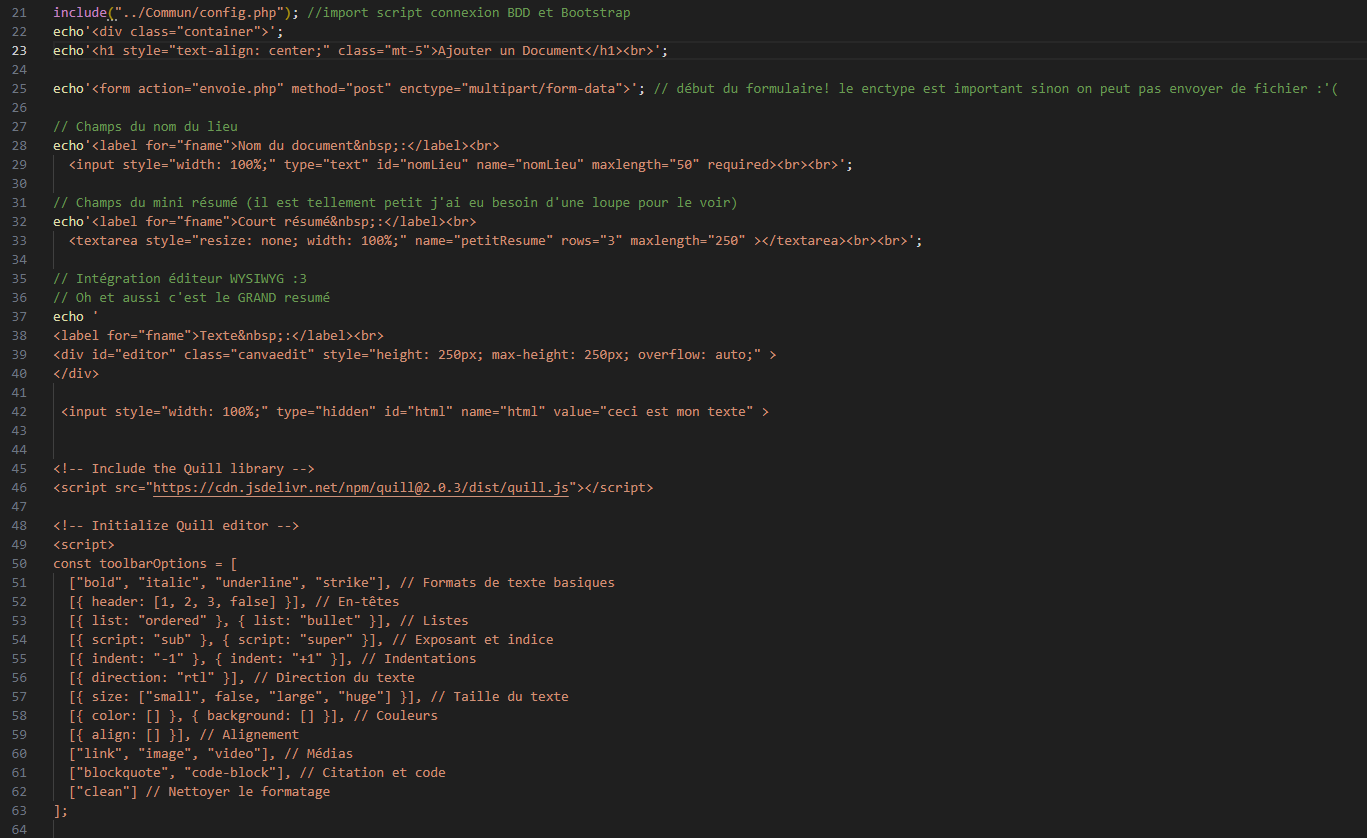 21 include("../Commun/config.php"); //import script connexion BDD et Bootstrap
22 echo'<div class="container">';
23 echo'<h1 style="text-align: center;" class="mt-5">Ajouter un Document</h1><br>';
24
25 echo'<form action="envoie.php" method="post" enctype="multipart/form-data">'; // début du formulaire! le enctype est important sinon on peut pas envoyer de fichier :'(
26
27 // Champs du nom du lieu
28 echo'<label for="fname">Nom du document&nbsp;:</label><br>
29   <input style="width: 100%;" type="text" id="nomLieu" name="nomLieu" maxlength="50" required><br><br>';
30
31 // Champs du mini résumé (il est tellement petit j'ai eu besoin d'une loupe pour le voir)
32 echo'<label for="fname">Court résumé&nbsp;:</label><br>
33   <textarea style="resize: none; width: 100%;" name="petitResume" rows="3" maxlength="250" ></textarea><br><br>';
34
35 // Intégration éditeur WYSIWYG :3
36 // Oh et aussi c'est le GRAND resumé
37 echo '
38 <label for="fname">Texte&nbsp;:</label><br>
39 <div id="editor" class="canvaedit" style="height: 250px; max-height: 250px; overflow: auto;" >
40 </div>
41
42  <input style="width: 100%;" type="hidden" id="html" name="html" value="ceci est mon texte" >
43
44
45 <!-- Include the Quill library -->
46 <script src="https://cdn.jsdelivr.net/npm/quill@2.0.3/dist/quill.js"></script>
47
48 <!-- Initialize Quill editor -->
49 <script>
50 const toolbarOptions = [
51   ["bold", "italic", "underline", "strike"], // Formats de texte basiques
52   [{ header: [1, 2, 3, false] }], // En-têtes
53   [{ list: "ordered" }, { list: "bullet" }], // Listes
54   [{ script: "sub" }, { script: "super" }], // Exposant et indice
55   [{ indent: "-1" }, { indent: "+1" }], // Indentations
56   [{ direction: "rtl" }], // Direction du texte
57   [{ size: ["small", false, "large", "huge"] }], // Taille du texte
58   [{ color: [] }, { background: [] }], // Couleurs
59   [{ align: [] }], // Alignement
60   ["link", "image", "video"], // Médias
61   ["blockquote", "code-block"], // Citation et code
62   ["clean"] // Nettoyer le formatage
63 ];
64